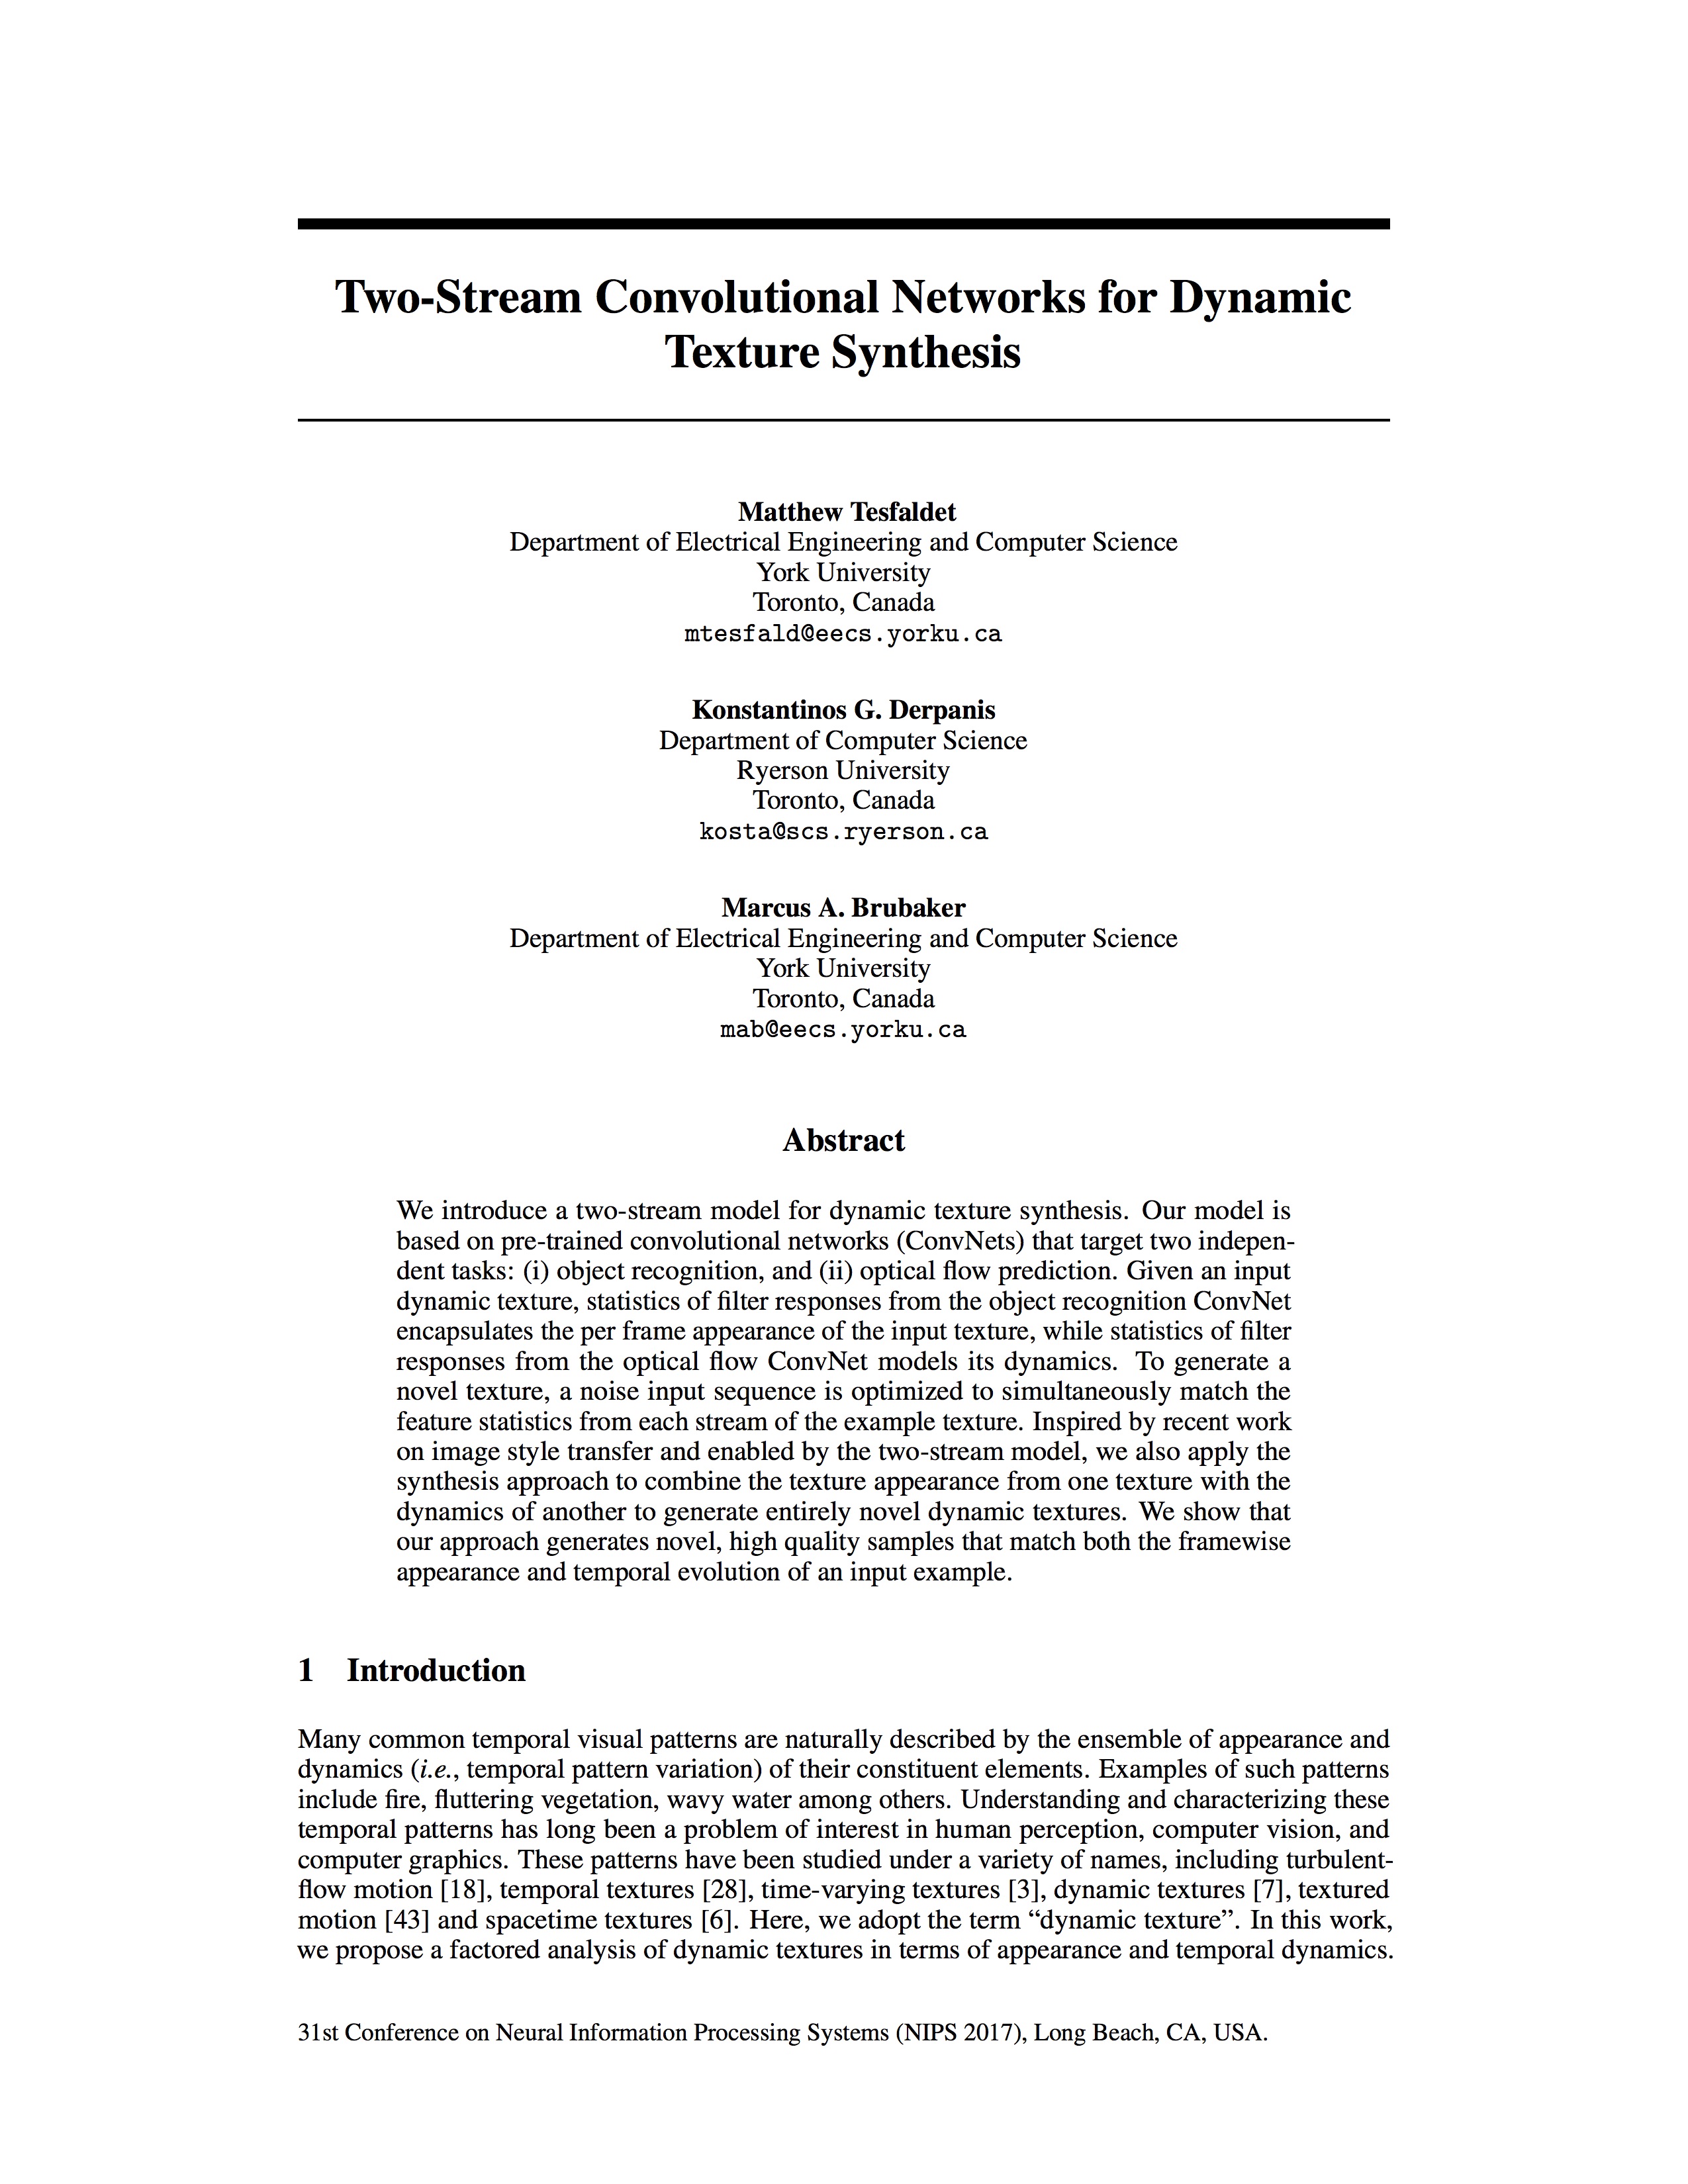 Two-Stream Convolutional Networks for Dynamic
Texture Synthesis
Matthew Tesfaldet
Department of Electrical Engineering and Computer Science
York University
Toronto, Canada
mtesfald@eecs.yorku.ca
Konstantinos G. Derpanis
Department of Computer Science
Ryerson University
Toronto, Canada
kosta@scs.ryerson.ca
Marcus A. Brubaker
Department of Electrical Engineering and Computer Science
York University
Toronto, Canada
mab@eecs.yorku.ca
Abstract
We introduce a two-stream model for dynamic texture synthesis. Our model is
based on pre-trained convolutional networks (ConvNets) that target two indepen-
dent tasks: (i) object recognition, and (ii) optical flow prediction. Given an input
dynamic texture, statistics of filter responses from the object recognition ConvNet
encapsulates the per frame appearance of the input texture, while statistics of filter
responses from the optical flow ConvNet models its dynamics. To generate a
novel texture, a noise input sequence is optimized to simultaneously match the
feature statistics from each stream of the example texture. Inspired by recent work
on image style transfer and enabled by the two-stream model, we also apply the
synthesis approach to combine the texture appearance from one texture with the
dynamics of another to generate entirely novel dynamic textures. We show that
our approach generates novel, high quality samples that match both the framewise
appearance and temporal evolution of an input example.
1 Introduction
Many common temporal visual patterns are naturally described by the ensemble of appearance and
dynamics (i.e., temporal pattern variation) of their constituent elements. Examples of such patterns
include fire, fluttering vegetation, wavy water among others. Understanding and characterizing these
temporal patterns has long been a problem of interest in human perception, computer vision, and
computer graphics. These patterns have been studied under a variety of names, including turbulent-
flow motion [18], temporal textures [28], time-varying textures [3], dynamic textures [7], textured
motion [43] and spacetime textures [6]. Here, we adopt the term “dynamic texture”. In this work,
we propose a factored analysis of dynamic textures in terms of appearance and temporal dynamics.
31st Conference on Neural Information Processing Systems (NIPS 2017), Long Beach, CA, USA.